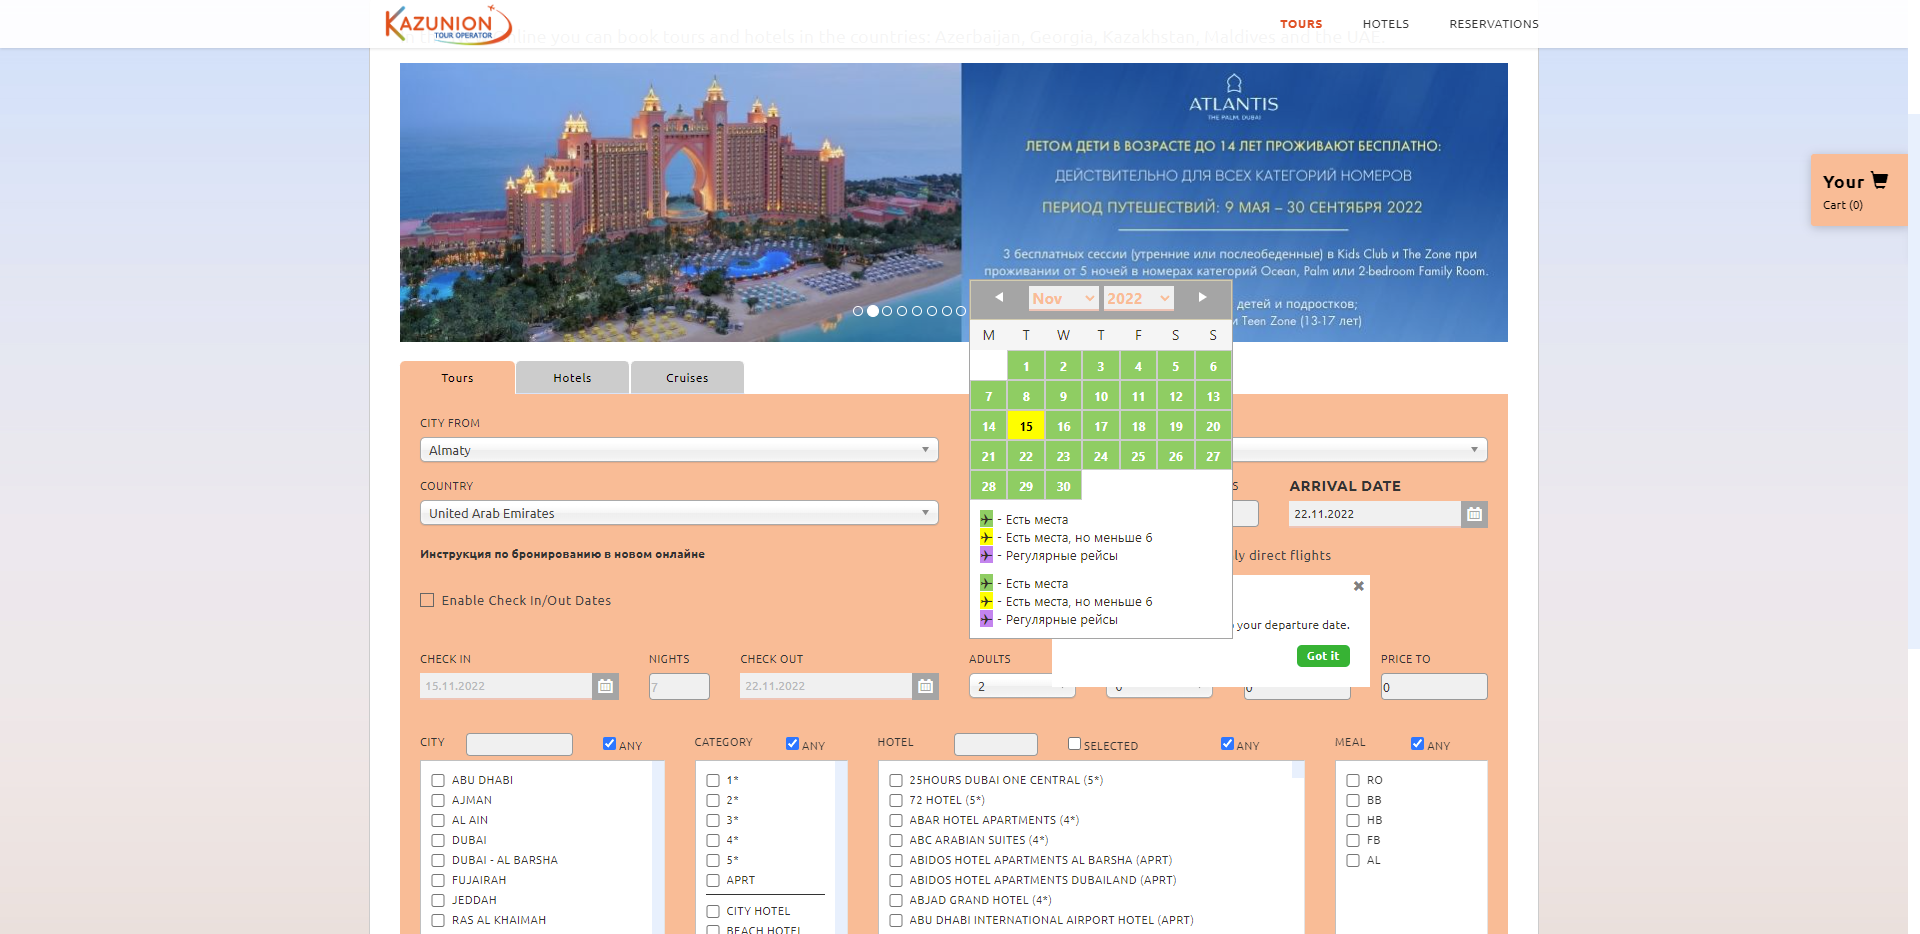 KAZUNION
TOUR OPERATOR
TOURS
HOTELS
RESERVATIONS
line you can book tours and hotels in the countries: Azerbaijan, Georgia, Kazakhstan, Maldives and the UAE.
ATLANTIS
THE PALM, DUBAI
ЛЕТОМ ДЕТИ В ВОЗРАСТЕ ДО 14 ЛЕТ ПРОЖИВАЮТ БЕСПЛАТНО:
ДЕЙСТВИТЕЛЬНО ДЛЯ ВСЕХ КАТЕГОРИЙ НОМЕРОВ
ПЕРИОД ПУТЕШЕСТВИЙ: 9 МАЯ – 30 СЕНТЯБРЯ 2022
3 бесплатных сессии (утренние или послеобеденные) в Kids Club и The Zone при
проживании от 5 ночей в номерах категорий Ocean, Palm или 2-bedroom Family Room.
детей и подростков;
и Teen Zone (13-17 лет)
Your
Cart (0)
Nov 2022
M T W T F S S
1 2 3 4 5 6
7 8 9 10 11 12 13
14 15 16 17 18 19 20
21 22 23 24 25 26 27
28 29 30
- Есть места
- Есть места, но меньше 6
- Регулярные рейсы
- Есть места
- Есть места, но меньше 6
- Регулярные рейсы
Tours
Hotels
Cruises
CITY FROM
Almaty
COUNTRY
United Arab Emirates
S
ARRIVAL DATE
22.11.2022
Инструкция по бронированию в новом онлайне
ly direct flights
Enable Check In/Out Dates
your departure date.
Got it
CHECK IN
NIGHTS
CHECK OUT
ADULTS
PRICE TO
15.11.2022
7
22.11.2022
2
0
0
0
CITY
ANY
CATEGORY
ANY
HOTEL
SELECTED
ANY
MEAL
ANY
ABU DHABI
AJMAN
AL AIN
DUBAI
DUBAI - AL BARSHA
FUJAIRAH
JEDDAH
RAS AL KHAIMAH
1*
2*
3*
4*
5*
APRT
CITY HOTEL
BEACH HOTEL
25HOURS DUBAI ONE CENTRAL (5*)
72 HOTEL (5*)
ABAR HOTEL APARTMENTS (4*)
ABC ARABIAN SUITES (4*)
ABIDOS HOTEL APARTMENTS AL BARSHA (APRT)
ABIDOS HOTEL APARTMENTS DUBAILAND (APRT)
ABJAD GRAND HOTEL (4*)
ABU DHABI INTERNATIONAL AIRPORT HOTEL (APRT)
RO
BB
HB
FB
AL